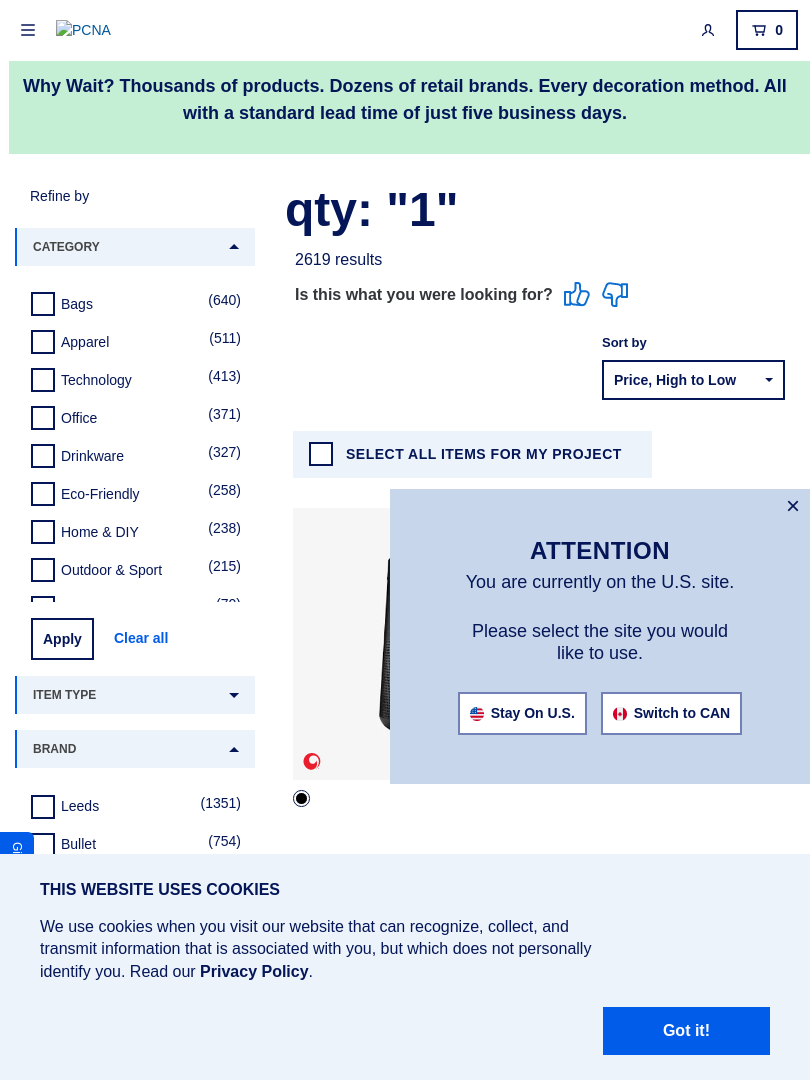 PCNA
0
Why Wait? Thousands of products. Dozens of retail brands. Every decoration method. All
with a standard lead time of just five business days.
Refine by
CATEGORY
Bags (640)
Apparel (511)
Technology (413)
Office (371)
Drinkware (327)
Eco-Friendly (258)
Home & DIY (238)
Outdoor & Sport (215)
Apply Clear all
ITEM TYPE
BRAND
Leeds (1351)
Bullet (754)
qty: "1"
2619 results
Is this what you were looking for?
Sort by
Price, High to Low
SELECT ALL ITEMS FOR MY PROJECT
×
ATTENTION
You are currently on the U.S. site.
Please select the site you would
like to use.
Stay On U.S. Switch to CAN
THIS WEBSITE USES COOKIES
We use cookies when you visit our website that can recognize, collect, and
transmit information that is associated with you, but which does not personally
identify you. Read our Privacy Policy.
Got it!